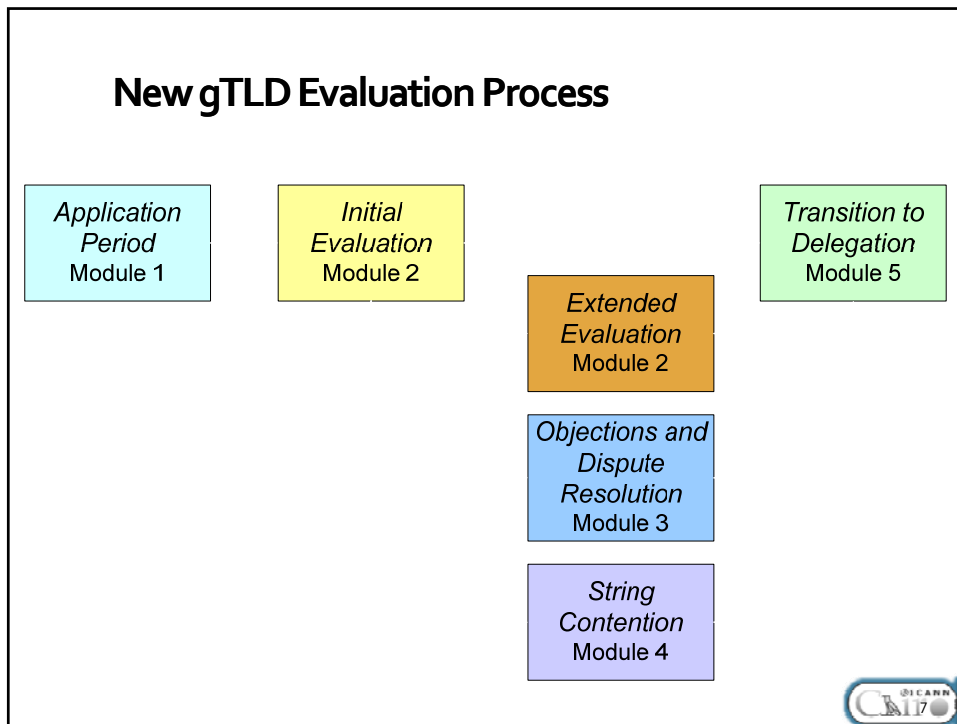 New gTLD Evaluation Process
Application
Period
Module 1
Initial
Evaluation
Module 2
Transition to
Delegation
Module 5
Extended
Evaluation
Module 2
Objections and
Dispute
Resolution
Module 3
String
Contention
Module 4
ICANN
Cairo
7